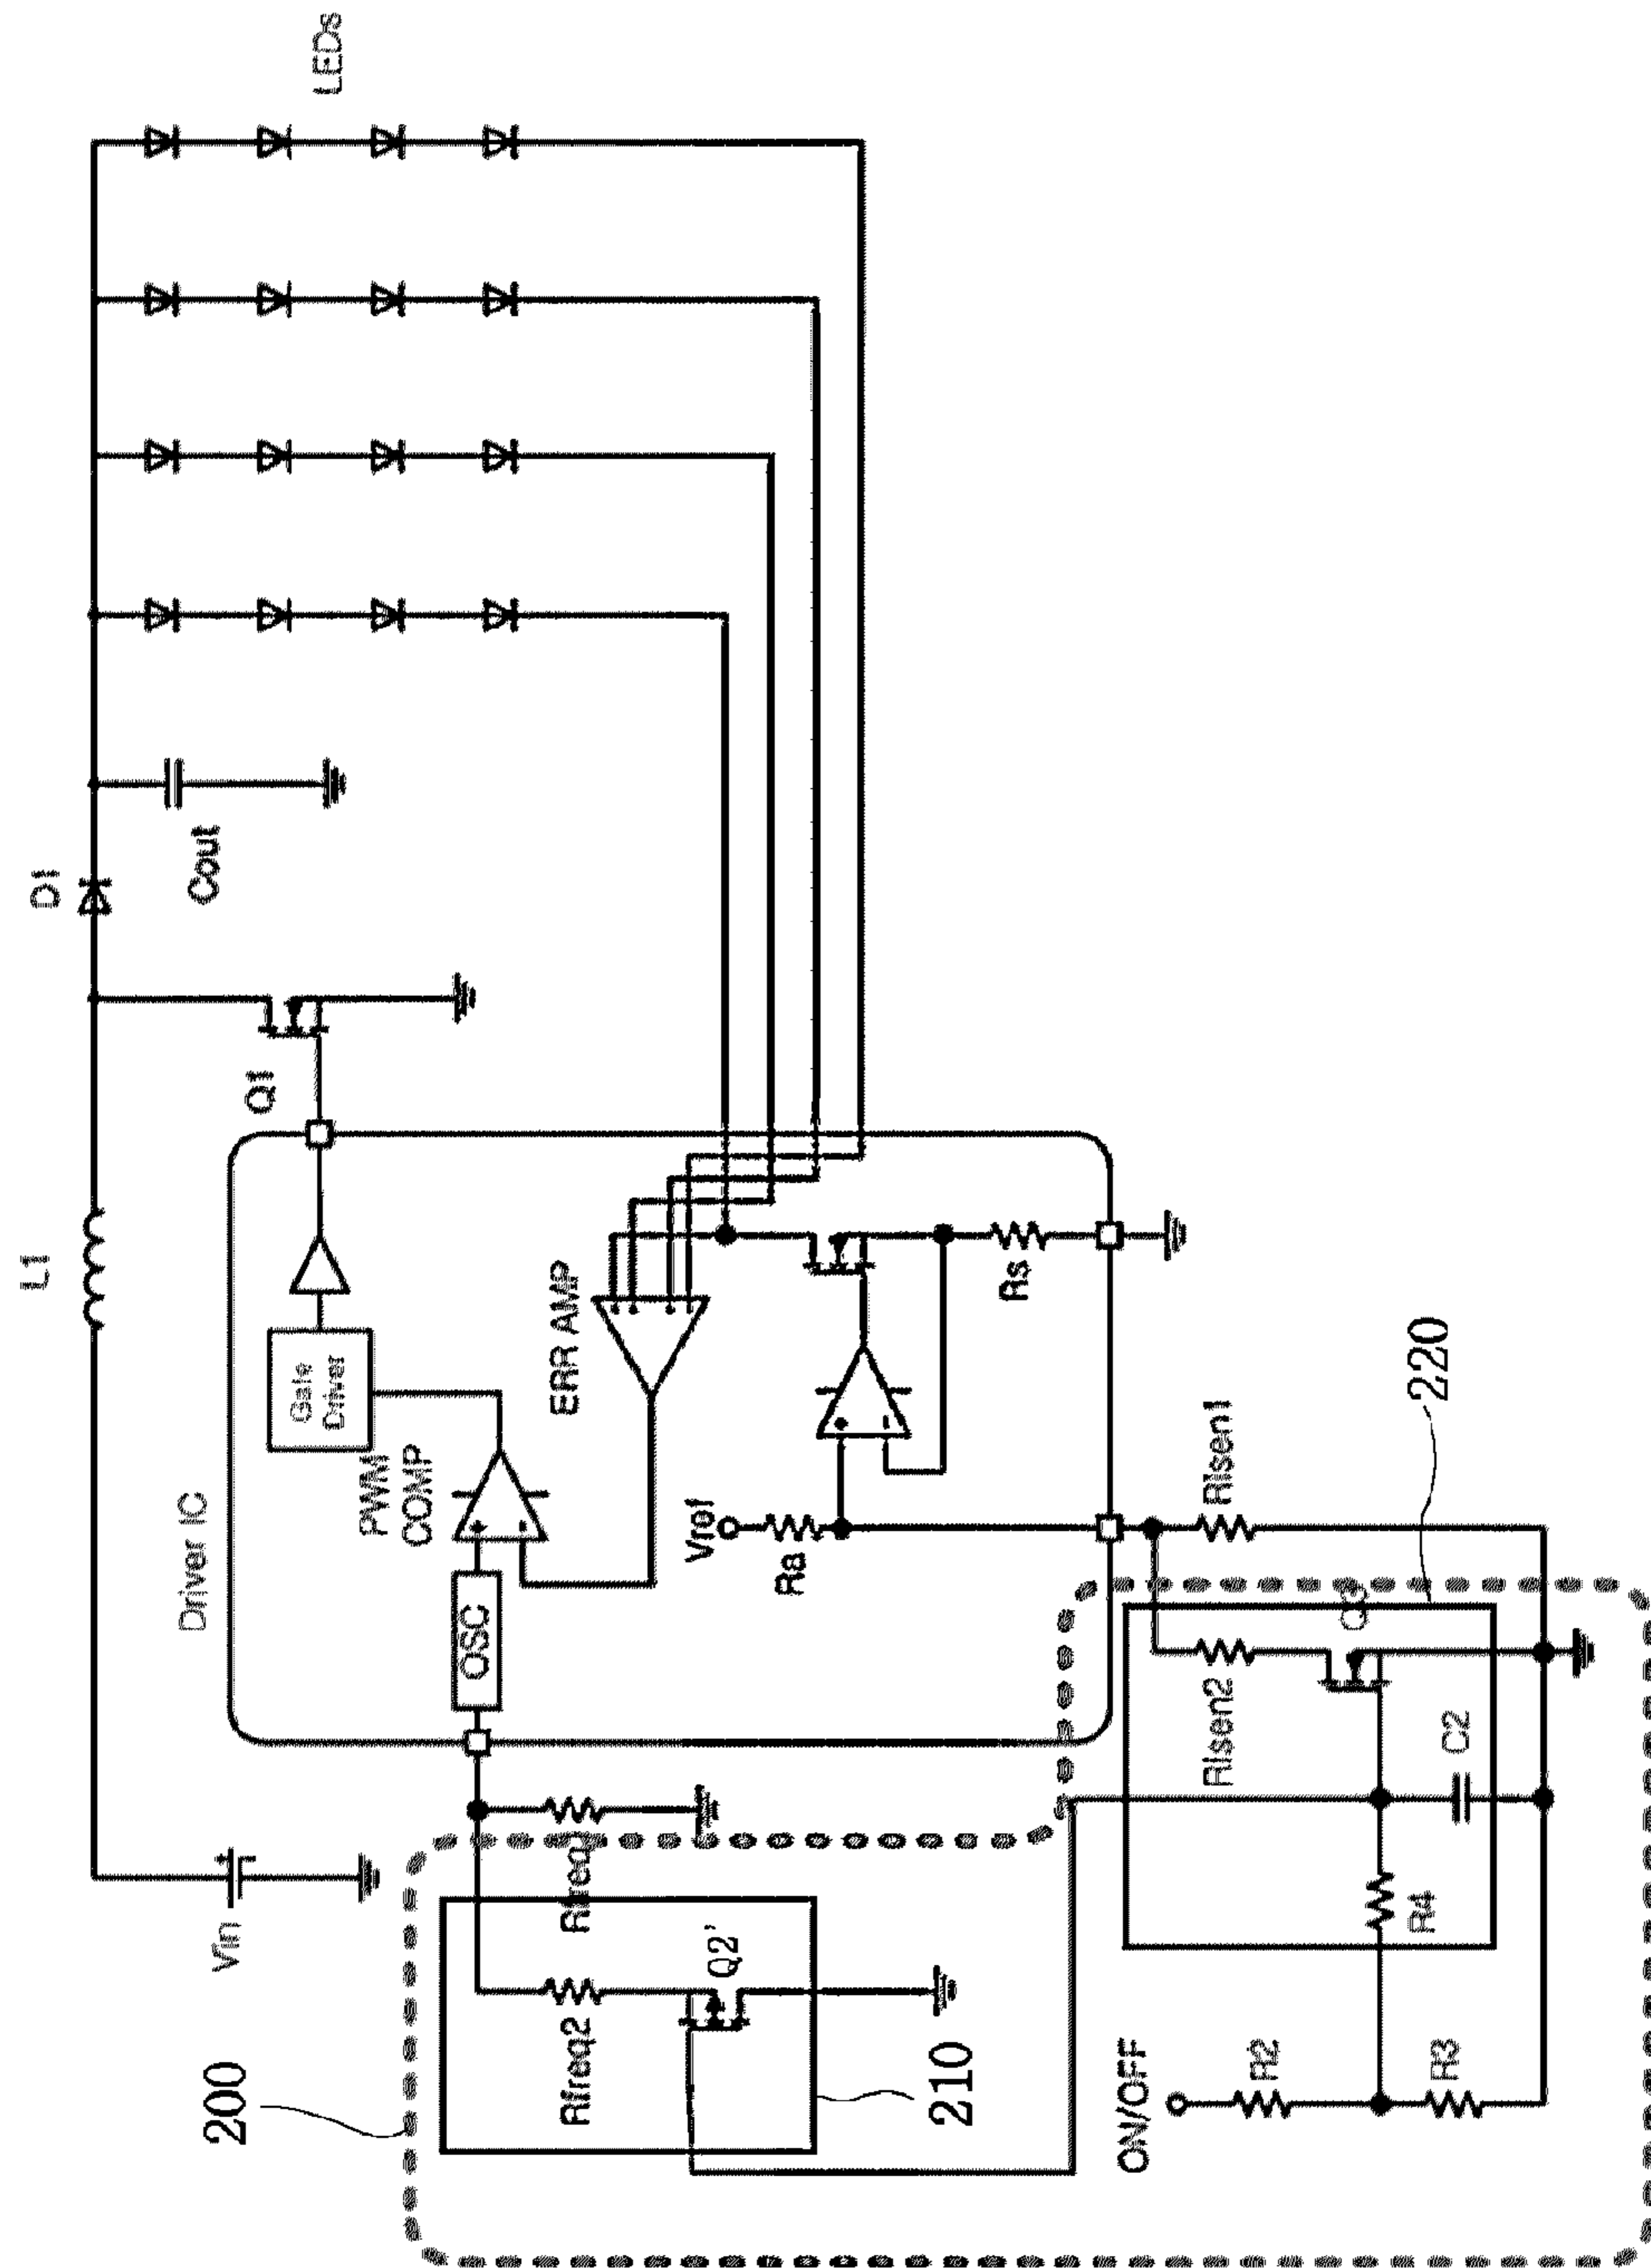 LEDs
D1
Cout
L1
Q1
Driver IC
Gate
Driver
PWM
COMP
ERR AMP
OSC
Vref
Ra
Rs
Vin
RIsen1
220
Q3
RIsen2
C2
R4
200
Rfreq2
Q2'
210
ON/OFF
R2
R3